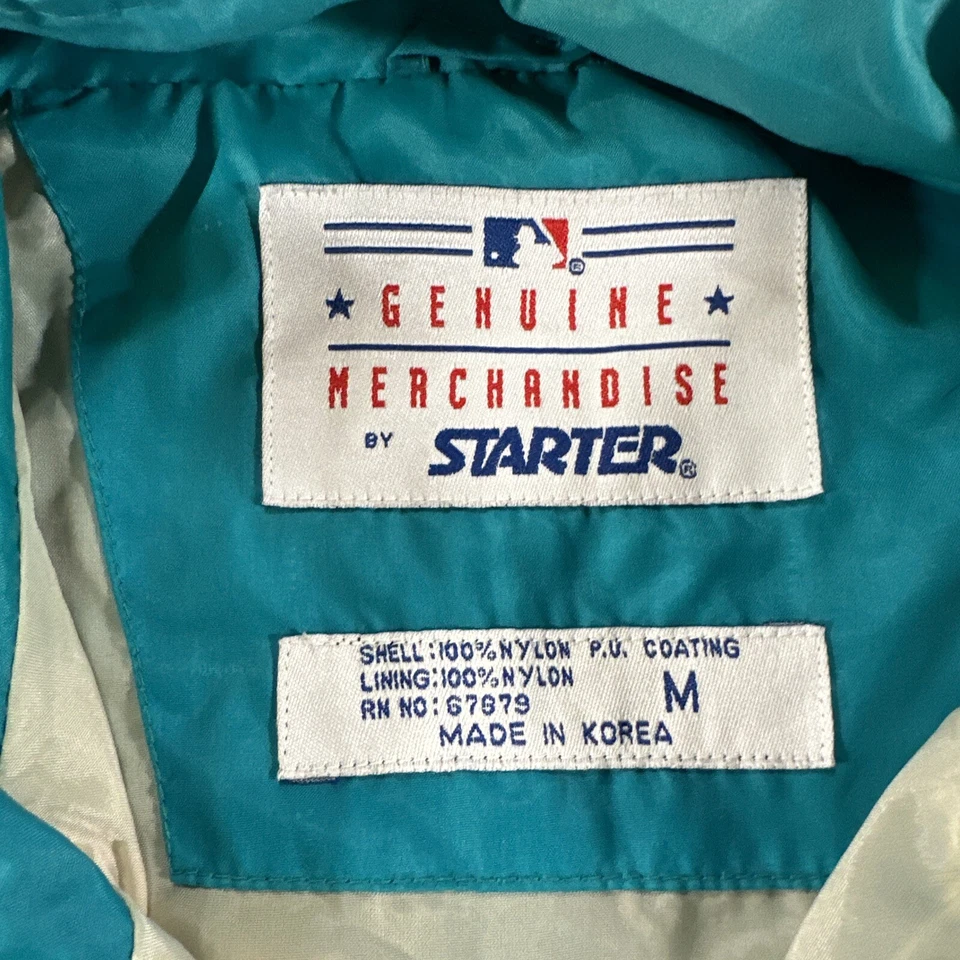 GENUINE
MERCHANDISE
BY STARTER®
SHELL:100%NYLON P.U. COATING
LINING:100%NYLON M
RN NO:67879
MADE IN KOREA